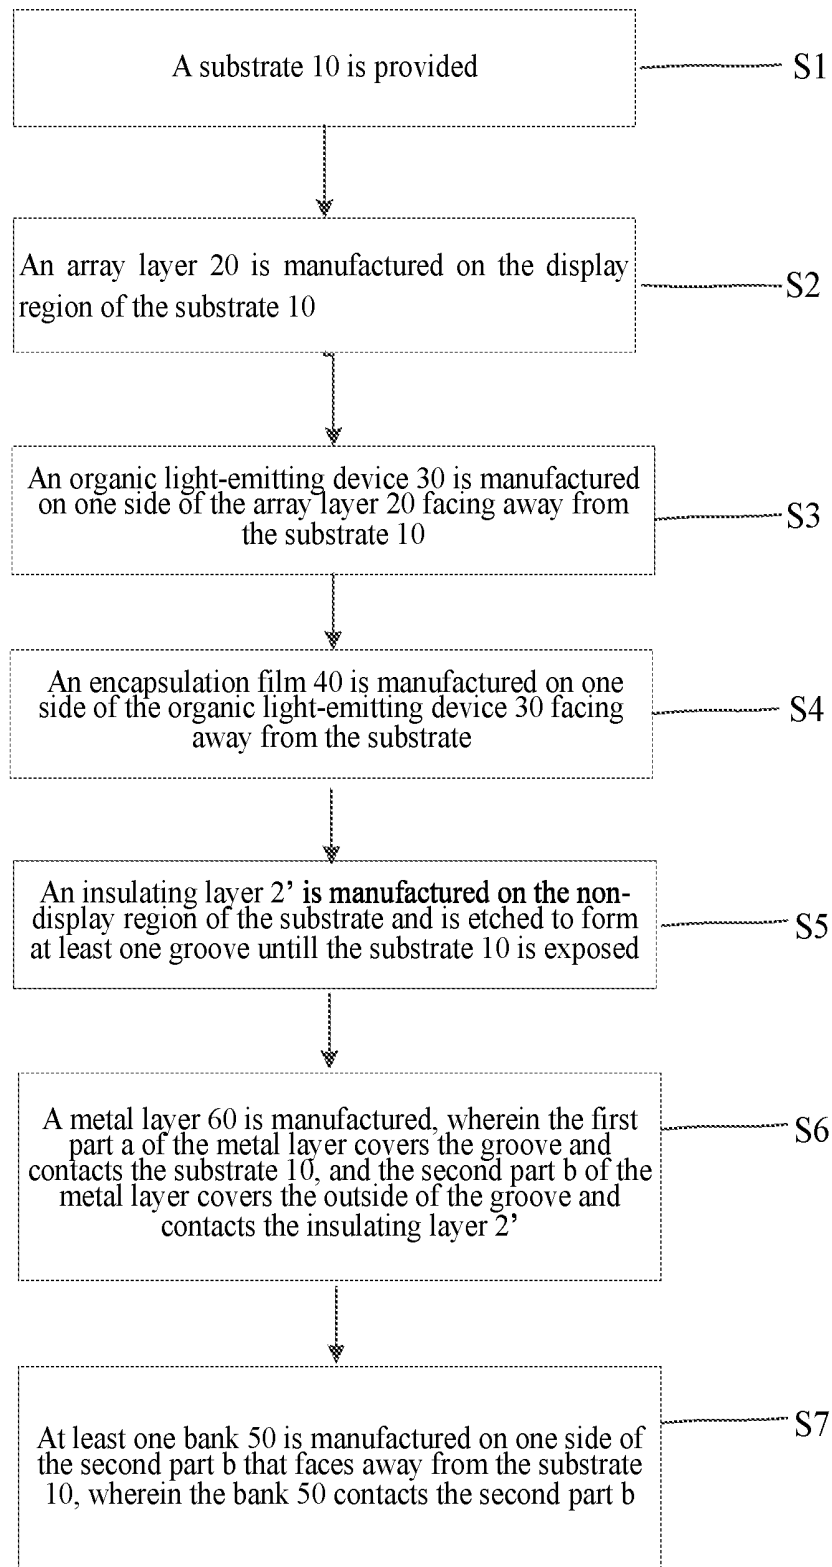 A substrate 10 is provided
S1
An array layer 20 is manufactured on the display
region of the substrate 10
S2
An organic light-emitting device 30 is manufactured
on one side of the array layer 20 facing away from
the substrate 10
S3
An encapsulation film 40 is manufactured on one
side of the organic light-emitting device 30 facing
away from the substrate
S4
An insulating layer 2’ is manufactured on the non-
display region of the substrate and is etched to form
at least one groove untill the substrate 10 is exposed
S5
A metal layer 60 is manufactured, wherein the first
part a of the metal layer covers the groove and
contacts the substrate 10, and the second part b of the
metal layer covers the outside of the groove and
contacts the insulating layer 2’
S6
At least one bank 50 is manufactured on one side of
the second part b that faces away from the substrate
10, wherein the bank 50 contacts the second part b
S7